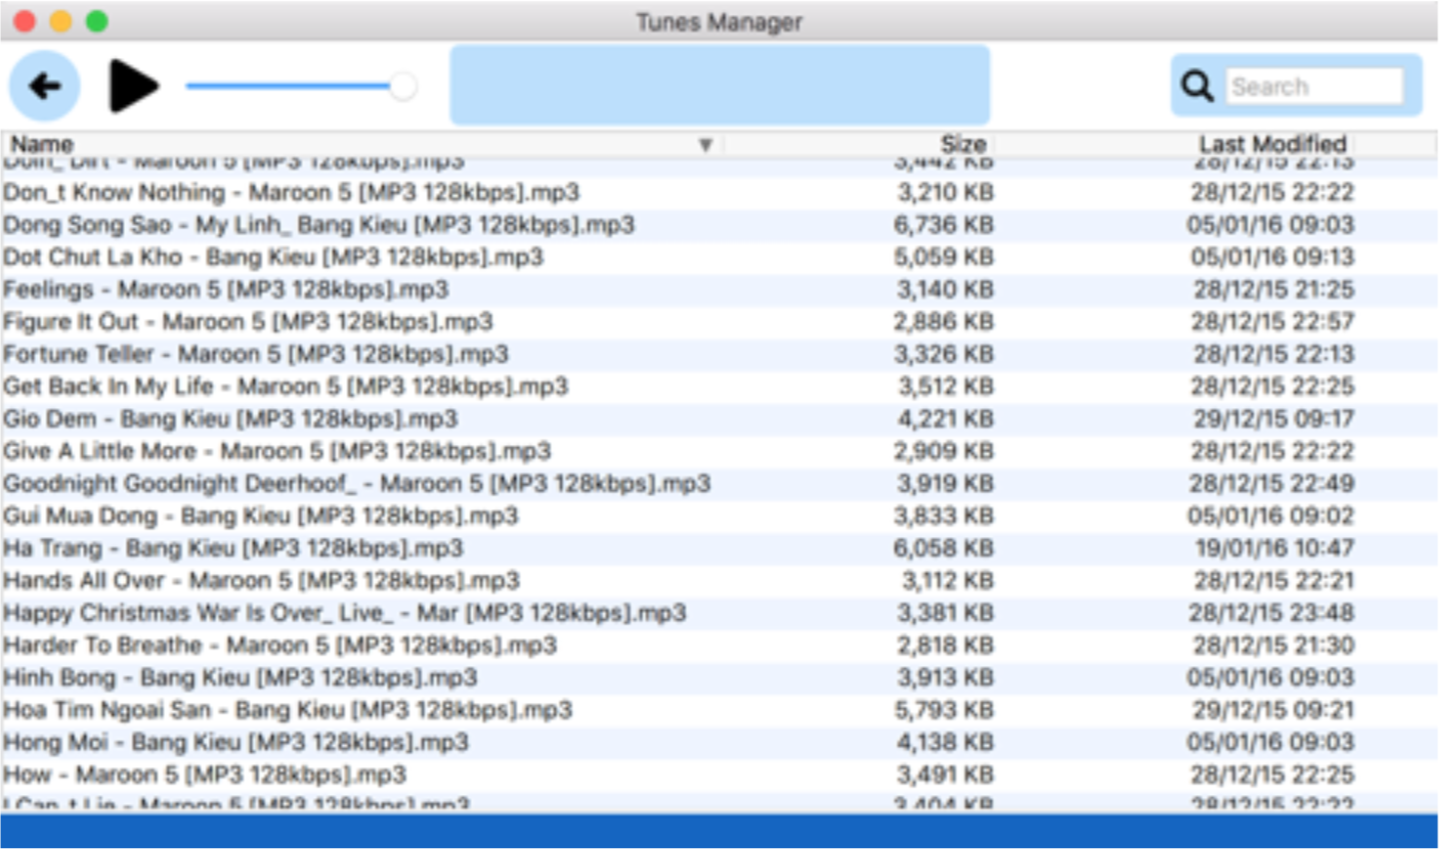 Tunes Manager
Search
Name ▼ Size Last Modified
Doin_ Dirt - Maroon 5 [MP3 128kbps].mp3 3,442 KB 28/12/15 22:13
Don_t Know Nothing - Maroon 5 [MP3 128kbps].mp3 3,210 KB 28/12/15 22:22
Dong Song Sao - My Linh_ Bang Kieu [MP3 128kbps].mp3 6,736 KB 05/01/16 09:03
Dot Chut La Kho - Bang Kieu [MP3 128kbps].mp3 5,059 KB 05/01/16 09:13
Feelings - Maroon 5 [MP3 128kbps].mp3 3,140 KB 28/12/15 21:25
Figure It Out - Maroon 5 [MP3 128kbps].mp3 2,886 KB 28/12/15 22:57
Fortune Teller - Maroon 5 [MP3 128kbps].mp3 3,326 KB 28/12/15 22:13
Get Back In My Life - Maroon 5 [MP3 128kbps].mp3 3,512 KB 28/12/15 22:25
Gio Dem - Bang Kieu [MP3 128kbps].mp3 4,221 KB 29/12/15 09:17
Give A Little More - Maroon 5 [MP3 128kbps].mp3 2,909 KB 28/12/15 22:22
Goodnight Goodnight Deerhoof_ - Maroon 5 [MP3 128kbps].mp3 3,919 KB 28/12/15 22:49
Gui Mua Dong - Bang Kieu [MP3 128kbps].mp3 3,833 KB 05/01/16 09:02
Ha Trang - Bang Kieu [MP3 128kbps].mp3 6,058 KB 19/01/16 10:47
Hands All Over - Maroon 5 [MP3 128kbps].mp3 3,112 KB 28/12/15 22:21
Happy Christmas War Is Over_ Live_ - Mar [MP3 128kbps].mp3 3,381 KB 28/12/15 23:48
Harder To Breathe - Maroon 5 [MP3 128kbps].mp3 2,818 KB 28/12/15 21:30
Hinh Bong - Bang Kieu [MP3 128kbps].mp3 3,913 KB 05/01/16 09:03
Hoa Tim Ngoai San - Bang Kieu [MP3 128kbps].mp3 5,793 KB 29/12/15 09:21
Hong Moi - Bang Kieu [MP3 128kbps].mp3 4,138 KB 05/01/16 09:03
How - Maroon 5 [MP3 128kbps].mp3 3,491 KB 28/12/15 22:25
I Can_t Lie - Maroon 5 [MP3 128kbps].mp3 3,404 KB 28/12/15 22:22